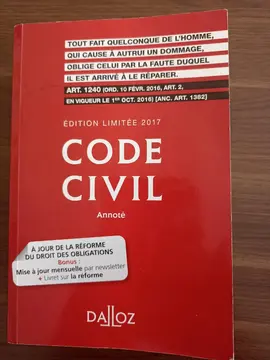 TOUT FAIT QUELCONQUE DE L'HOMME,
QUI CAUSE À AUTRUI UN DOMMAGE,
OBLIGE CELUI PAR LA FAUTE DUQUEL
IL EST ARRIVÉ À LE RÉPARER.
ART. 1240 (ORD. 10 FÉVR. 2016, ART. 2,
EN VIGUEUR LE 1er OCT. 2016) [ANC. ART. 1382]
ÉDITION LIMITÉE 2017
CODE
CIVIL
Annoté
À JOUR DE LA RÉFORME
DU DROIT DES OBLIGATIONS
Bonus :
Mise à jour mensuelle par newsletter
+ Livret sur la réforme
DALLOZ